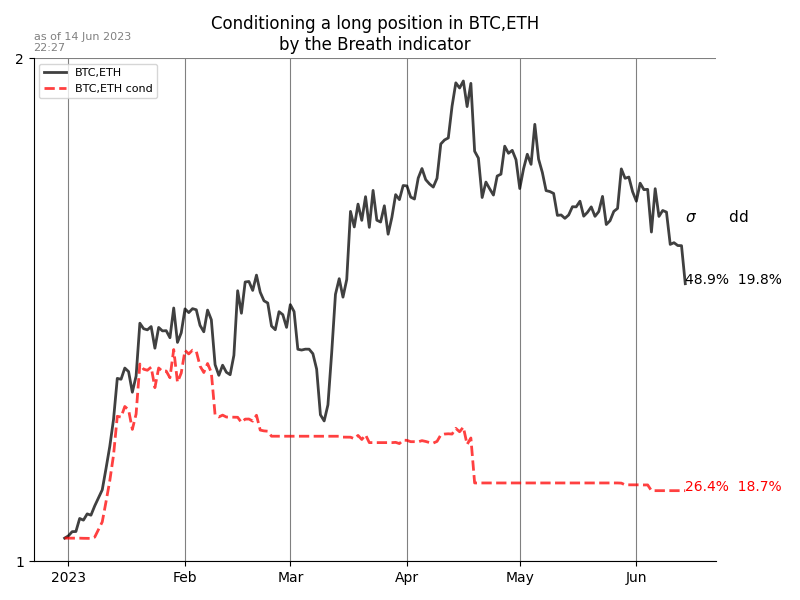 Conditioning a long position in BTC,ETH
by the Breath indicator
as of 14 Jun 2023
22:27
2
BTC,ETH
BTC,ETH cond
σ dd
48.9% 19.8%
26.4% 18.7%
1
2023 Feb Mar Apr May Jun